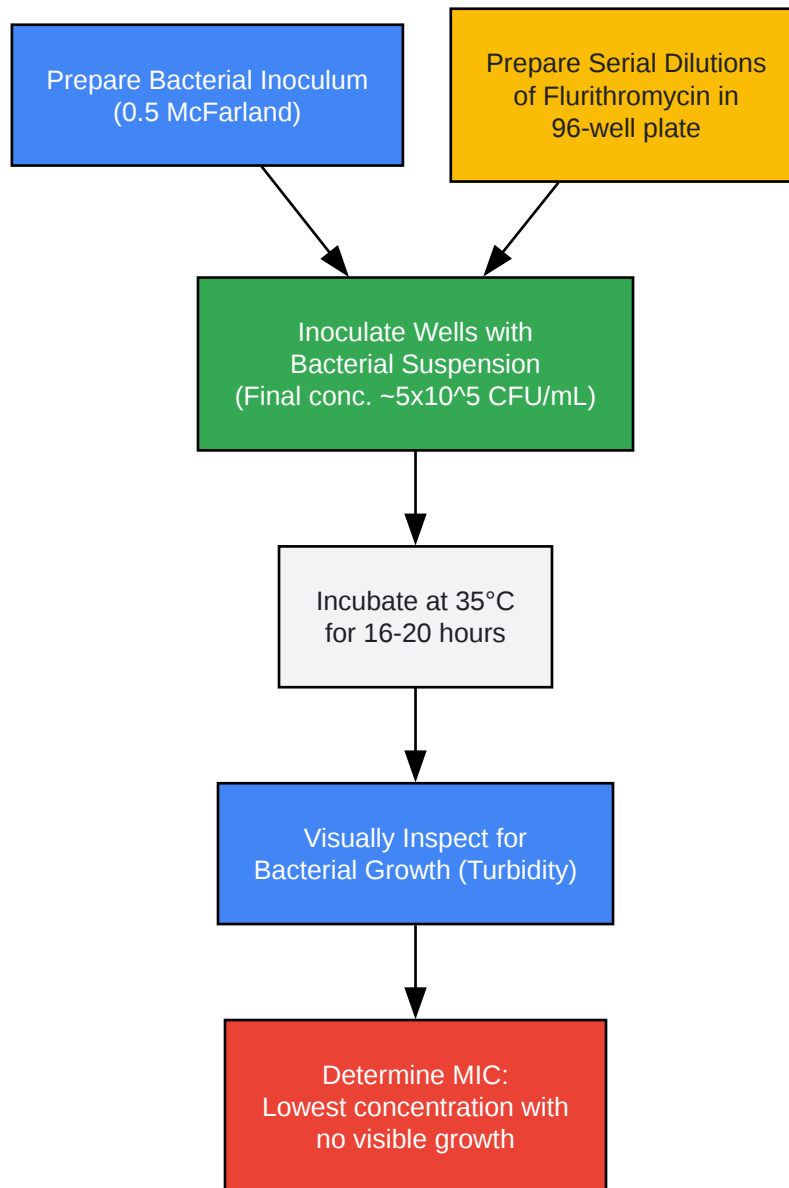 Prepare Bacterial Inoculum
(0.5 McFarland)
Prepare Serial Dilutions
of Flurithromycin in
96-well plate
Inoculate Wells with
Bacterial Suspension
(Final conc. ~5x10^5 CFU/mL)
Incubate at 35°C
for 16-20 hours
Visually Inspect for
Bacterial Growth (Turbidity)
Determine MIC:
Lowest concentration with
no visible growth